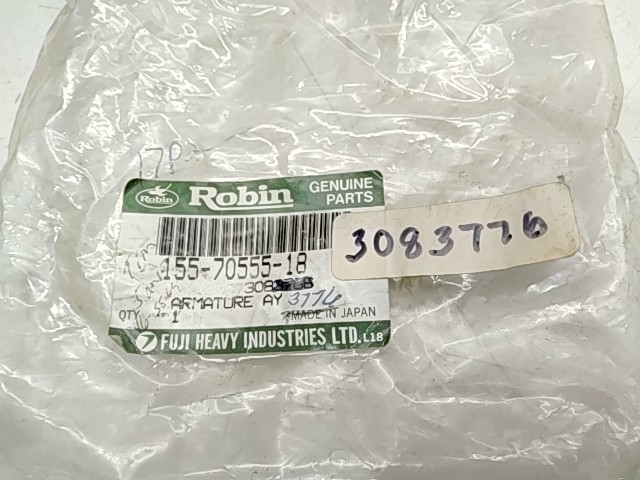 17P
Robin
Robin
GENUINE
PARTS
3083776
155-70555-18
308
3776
ARMATURE AY
QTY
1
MADE IN JAPAN
FUJI HEAVY INDUSTRIES LTD. L18